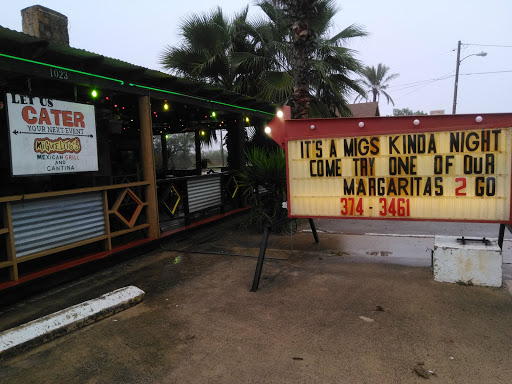 1023
LET US
CATER
YOUR NEXT EVENT
MIGUELITO'S
MEXICAN GRILL
AND
CANTINA
IT'S A MIGS KINDA NIGHT
COME TRY ONE OF OUR
MARGARITAS 2 GO
374-3461